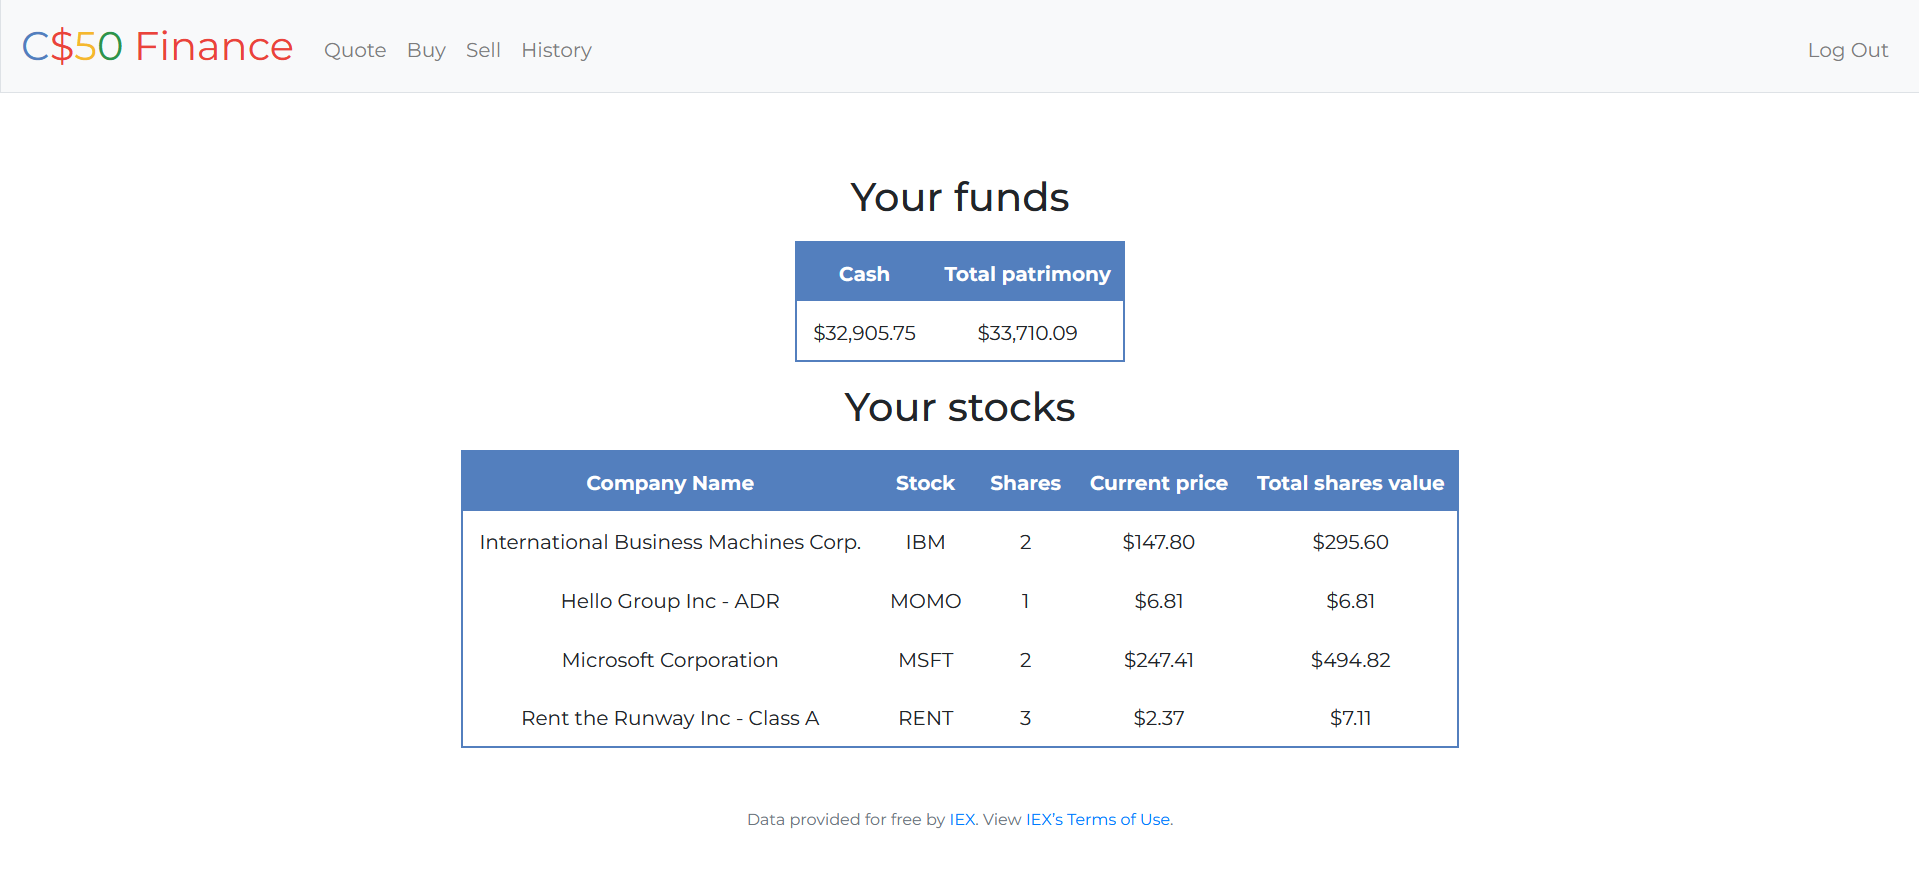 C$50 Finance Quote Buy Sell History Log Out
Your funds
Cash Total patrimony
$32,905.75 $33,710.09
Your stocks
Company Name Stock Shares Current price Total shares value
International Business Machines Corp. IBM 2 $147.80 $295.60
Hello Group Inc - ADR MOMO 1 $6.81 $6.81
Microsoft Corporation MSFT 2 $247.41 $494.82
Rent the Runway Inc - Class A RENT 3 $2.37 $7.11
Data provided for free by IEX. View IEX's Terms of Use.